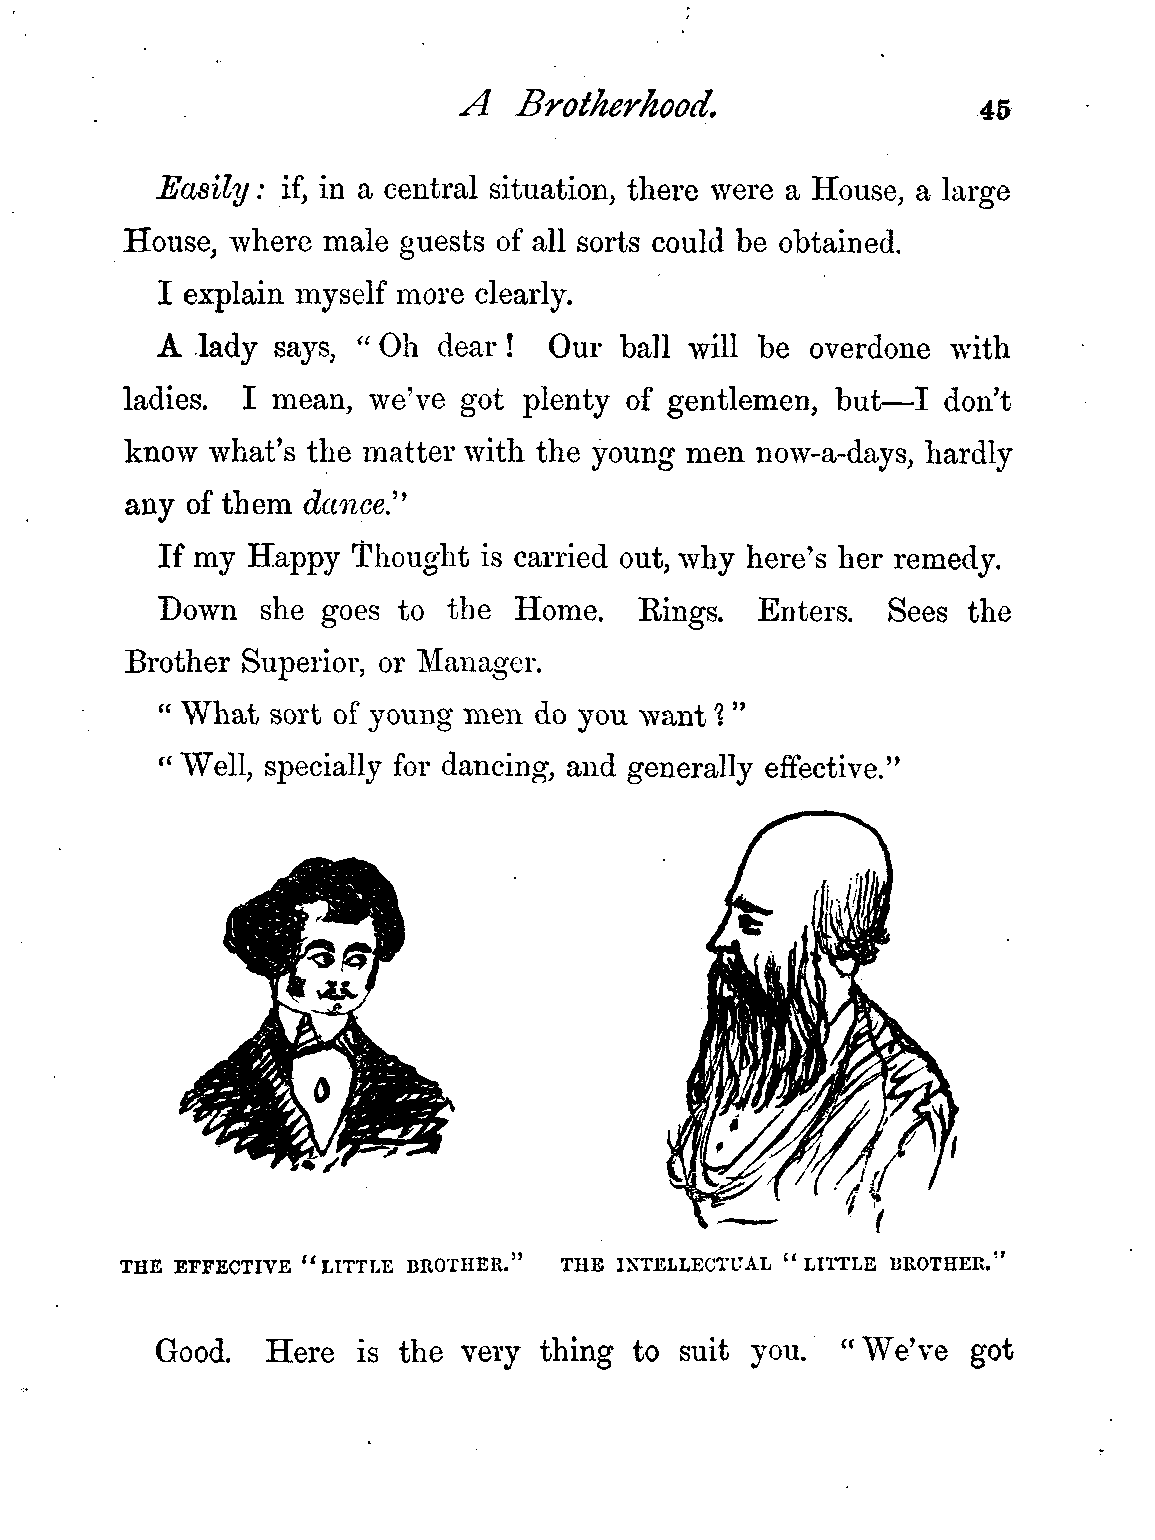 A Brotherhood.
45
Easily: if, in a central situation, there were a House, a large
House, where male guests of all sorts could be obtained.
I explain myself more clearly.
A lady says, “Oh dear! Our ball will be overdone with
ladies. I mean, we've got plenty of gentlemen, but—I don't
know what's the matter with the young men now-a-days, hardly
any of them dance.”
If my Happy Thought is carried out, why here's her remedy.
Down she goes to the Home. Rings. Enters. Sees the
Brother Superior, or Manager.
“What sort of young men do you want?”
“Well, specially for dancing, and generally effective.”
THE EFFECTIVE “LITTLE BROTHER.”
THE INTELLECTUAL “LITTLE BROTHER.”
Good. Here is the very thing to suit you. “We've got